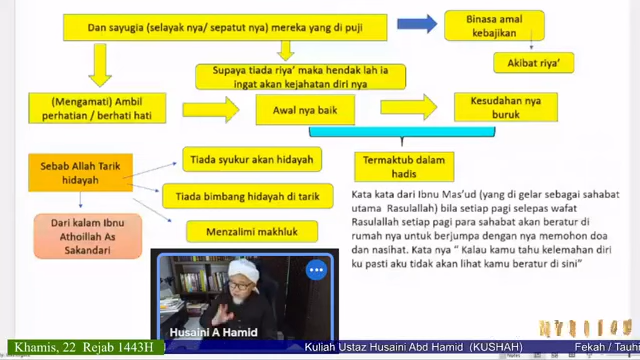 Dan sayugia (selayak nya/ sepatut nya) mereka yang di puji
Binasa amal
kebajikan
Akibat riya'
Supaya tiada riya' maka hendak lah ia
ingat akan kejahatan diri nya
(Mengamati) Ambil
perhatian / berhati hati
Awal nya baik
Kesudahan nya
buruk
Sebab Allah Tarik
hidayah
Tiada syukur akan hidayah
Tiada bimbang hidayah di tarik
Menzalimi makhluk
Dari kalam Ibnu
Athoillah As
Sakandari
Termaktub dalam
hadis
Kata kata dari Ibnu Mas'ud (yang di gelar sebagai sahabat
utama Rasulallah) bila setiap pagi selepas wafat
Rasulallah setiap pagi para sahabat akan beratur di
rumah nya untuk berjumpa dengan nya memohon doa
dan nasihat. Kata nya " Kalau kamu tahu kelemahan diri
ku pasti aku tidak akan lihat kamu beratur di sini"
Husaini A Hamid
Khamis, 22 Rejab 1443H
Kuliah Ustaz Husaini Abd Hamid (KUSHAH)
Fekah / Tauhi